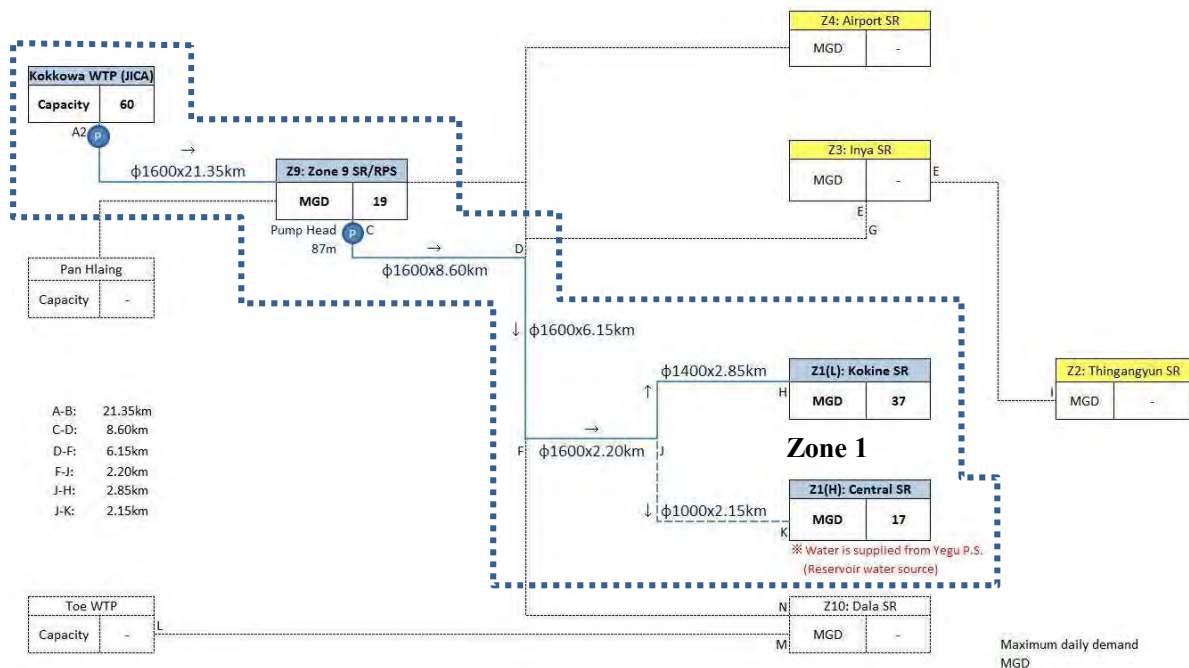 Z4: Airport SR
MGD -
Kokkowa WTP (JICA)
Capacity 60
A2
P
→
ϕ1600x21.35km
Z3: Inya SR
MGD -
E
E
G
Z9: Zone 9 SR/RPS
MGD 19
Pump Head
87m
P
C
→
ϕ1600x8.60km
D
Pan Hlaing
Capacity -
↓ ϕ1600x6.15km
ϕ1400x2.85km
↑
H
Z1(L): Kokine SR
MGD 37
Z2: Thingangyun SR
MGD -
I
A-B: 21.35km
C-D: 8.60km
D-F: 6.15km
F-J: 2.20km
J-H: 2.85km
J-K: 2.15km
→
F
ϕ1600x2.20km
J
Zone 1
Z1(H): Central SR
MGD 17
↓ ϕ1000x2.15km
K
※ Water is supplied from Yegu P.S.
(Reservoir water source)
Toe WTP
Capacity -
L
N
M
Z10: Dala SR
MGD -
Maximum daily demand
MGD